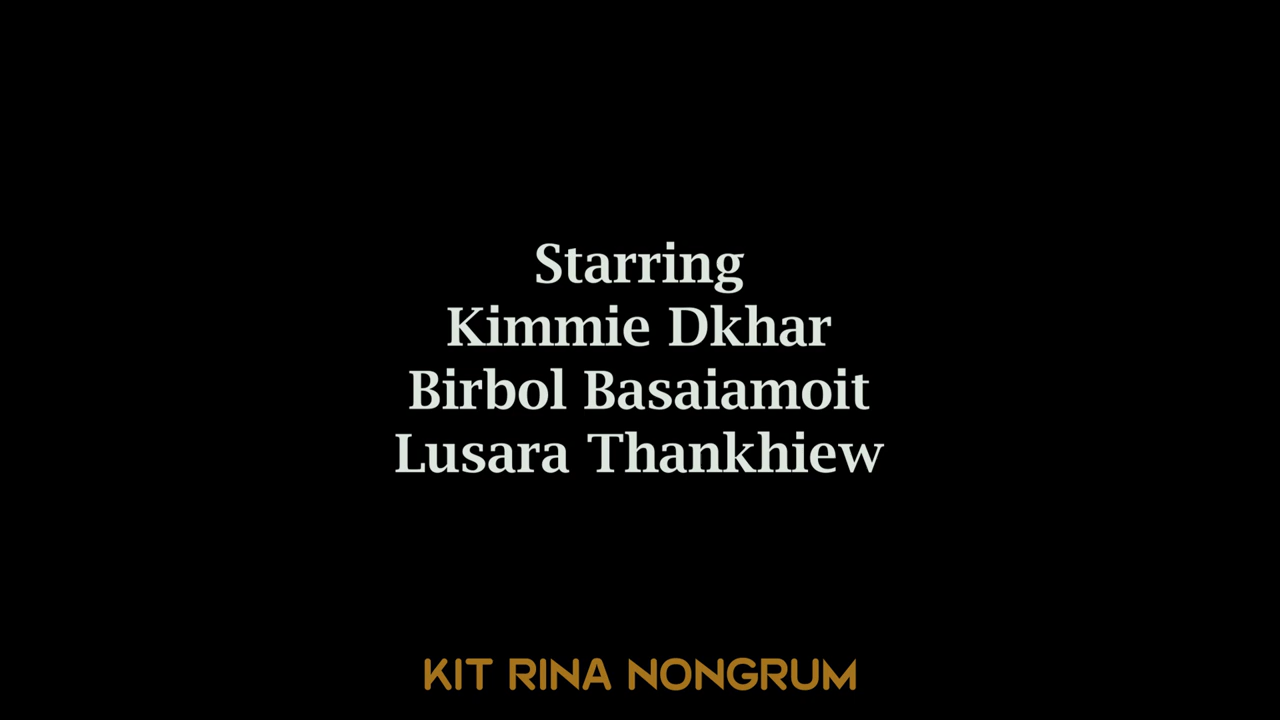 Starring
Kimmie Dkhar
Birbol Basaiamoit
Lusara Thankhiew
KIT RINA NONGRUM